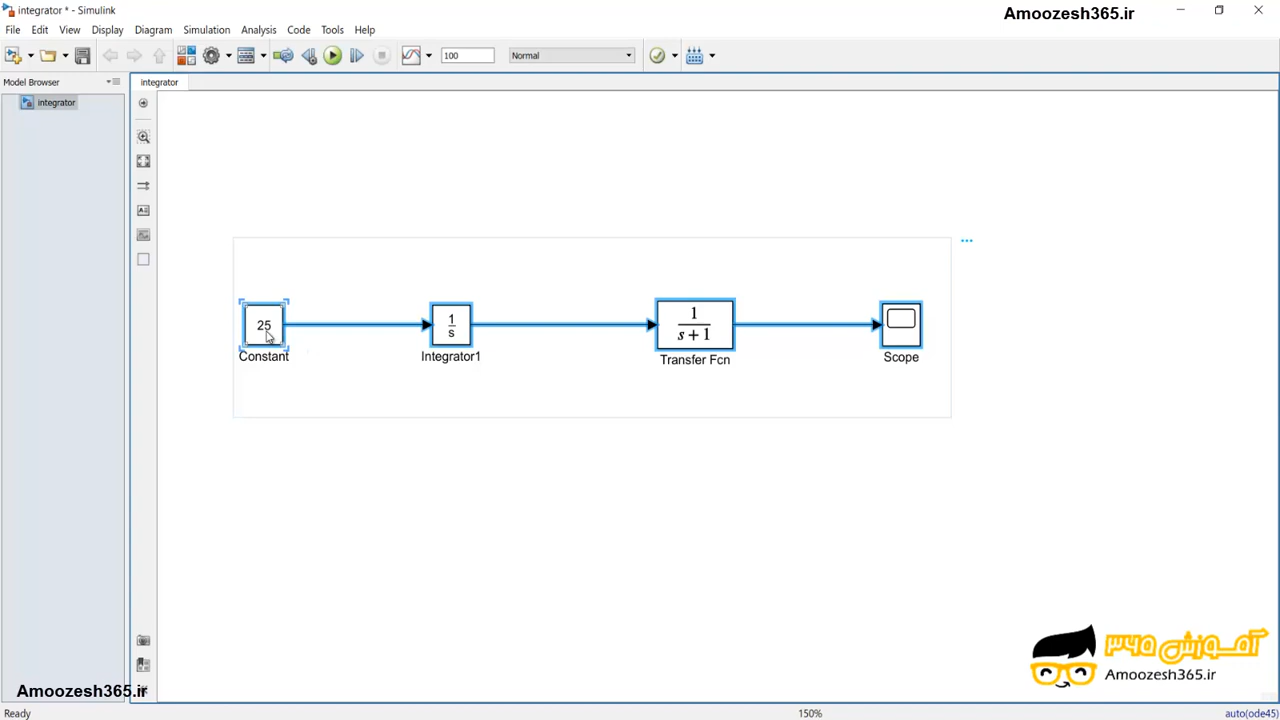 integrator * - Simulink
Amoozesh365.ir
File Edit View Display Diagram Simulation Analysis Code Tools Help
100 Normal
Model Browser
integrator
integrator
25
Constant
1
s
Integrator1
1
s + 1
Transfer Fcn
Scope
آموزش ۳۶۵
Amoozesh365.ir
Amoozesh365.ir
Ready
150%
auto(ode45)